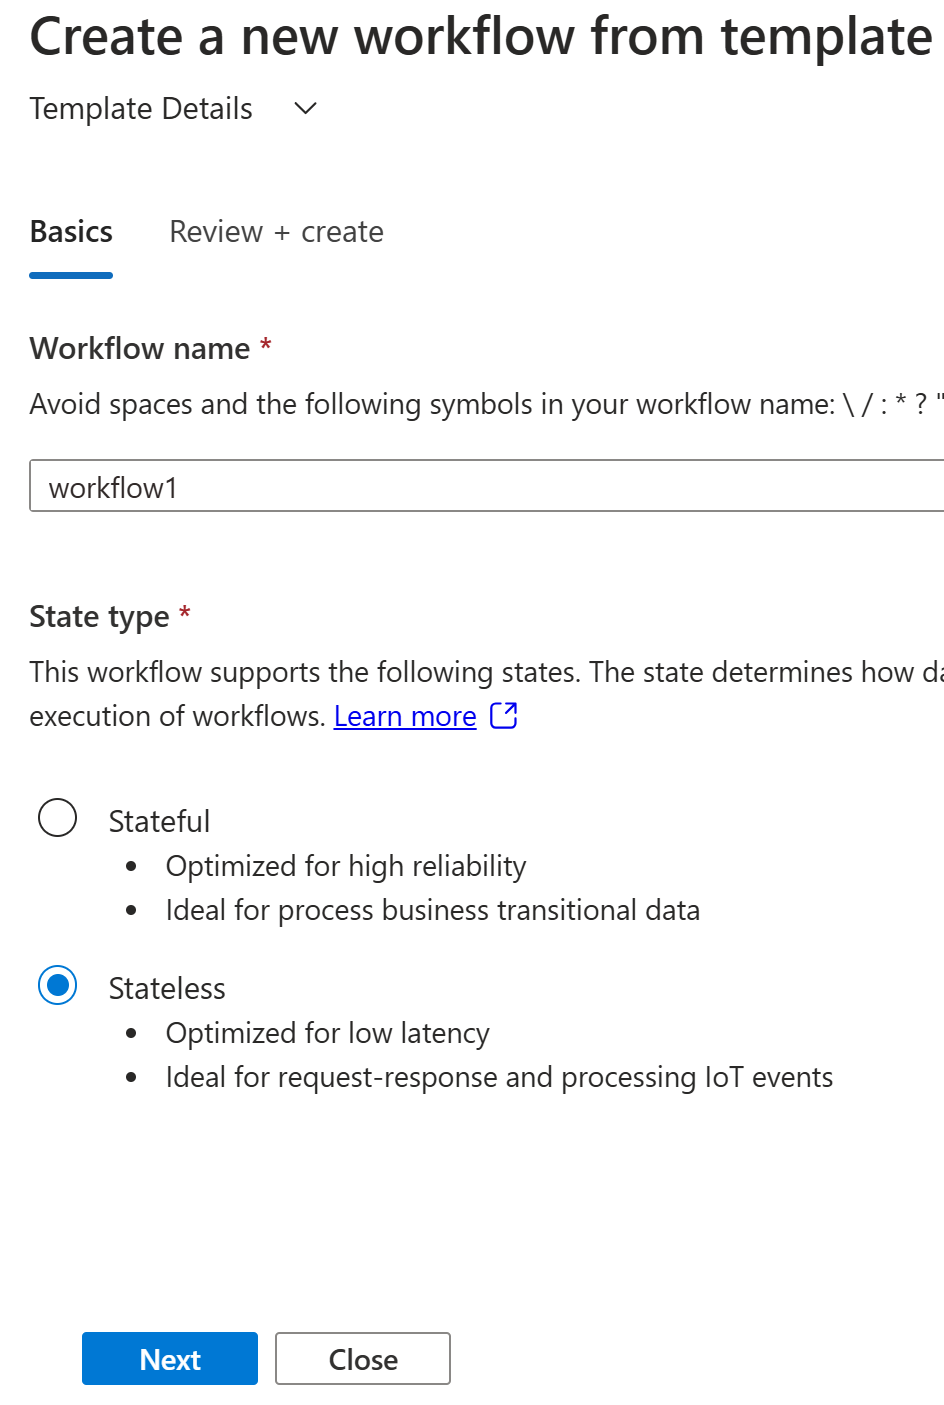 Create a new workflow from template
Template Details
Basics Review + create
Workflow name *
Avoid spaces and the following symbols in your workflow name: \ / : * ? "
workflow1
State type *
This workflow supports the following states. The state determines how
execution of workflows. Learn more
Stateful
• Optimized for high reliability
• Ideal for process business transitional data
Stateless
• Optimized for low latency
• Ideal for request-response and processing IoT events
Next Close